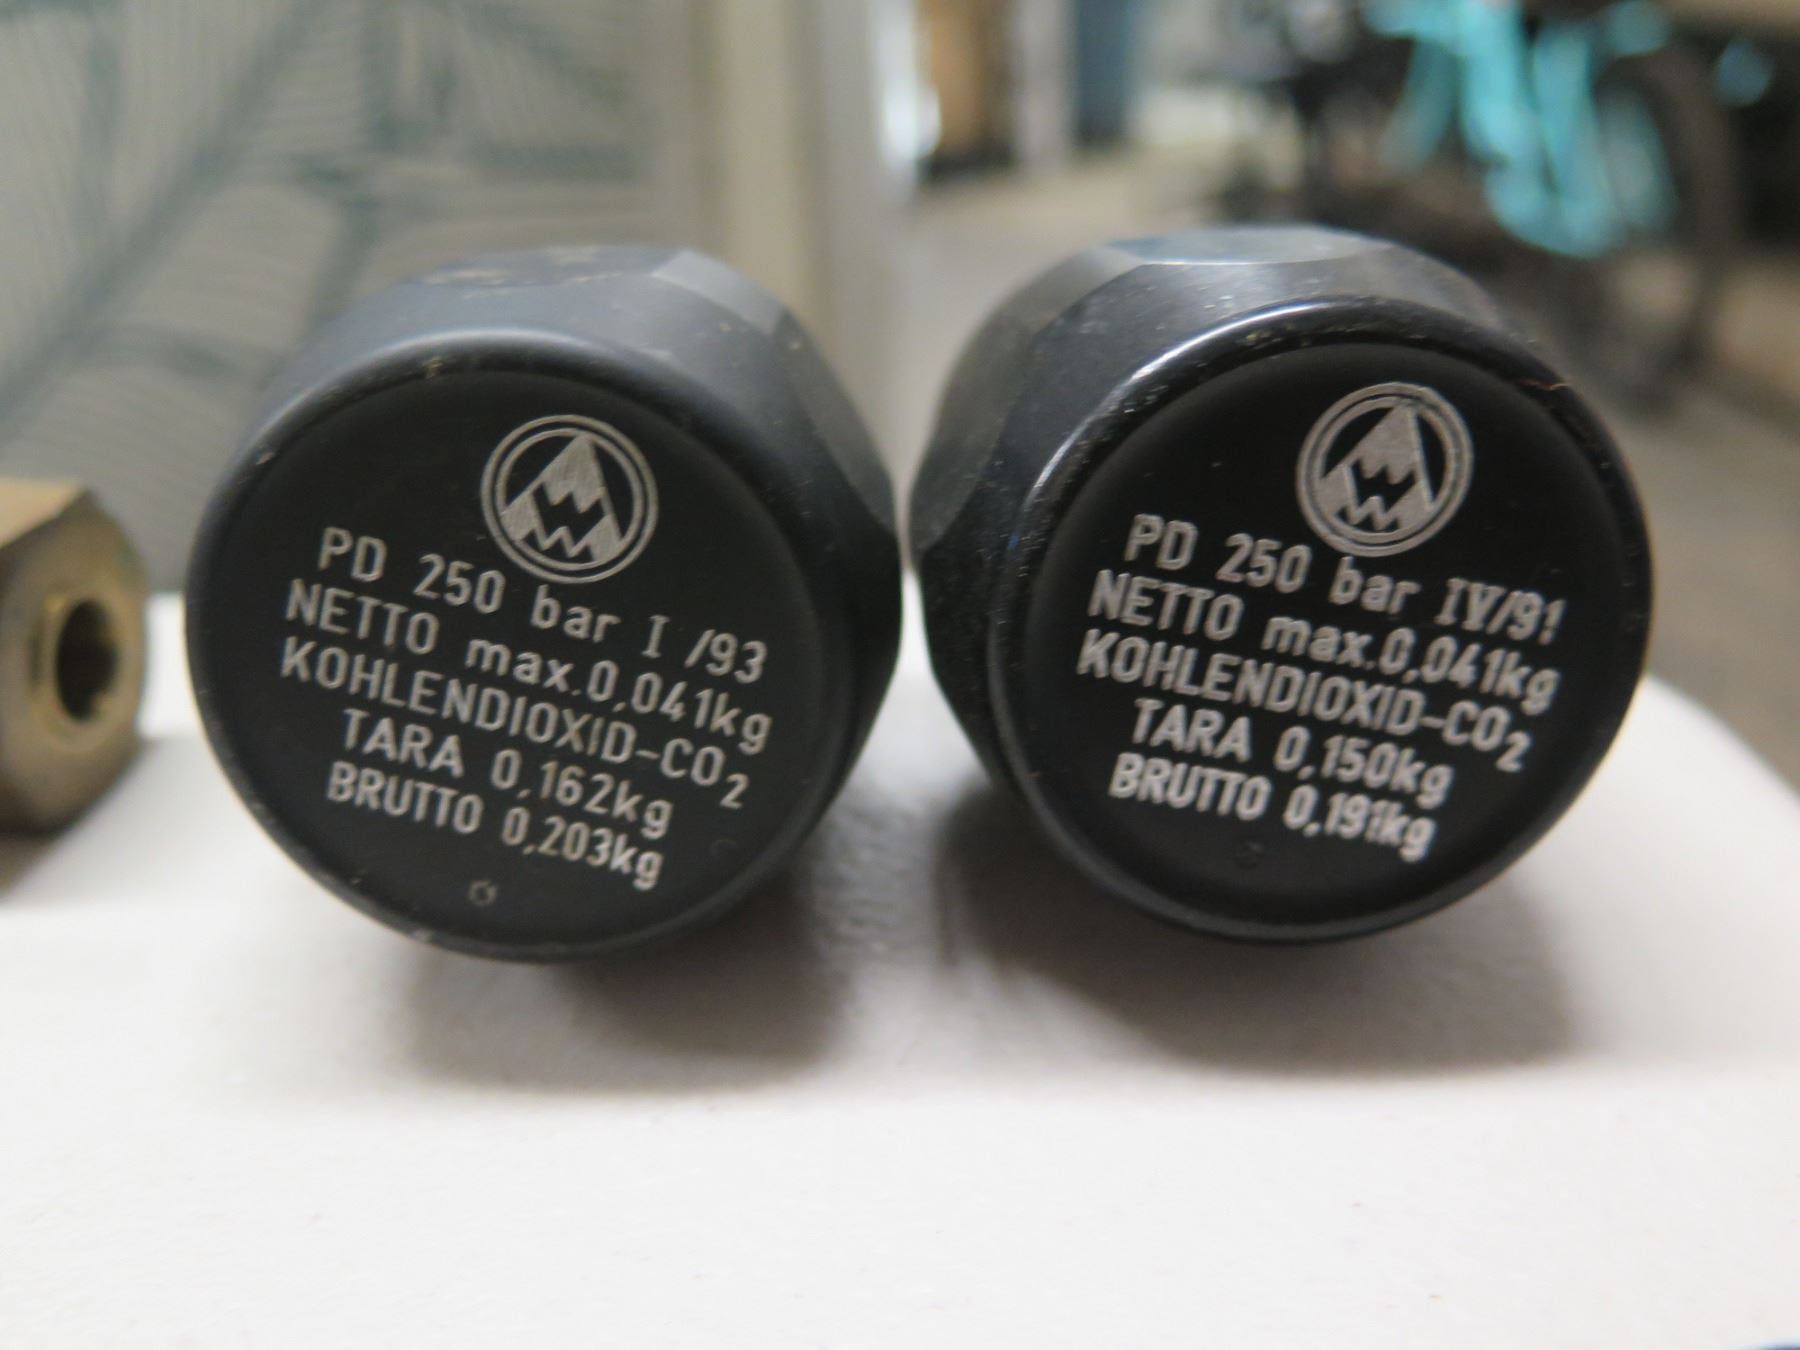 PD 250 bar I /93
NETTO max.0,041kg
KOHLENDIOXID-CO₂
TARA 0,162kg
BRUTTO 0,203kg
PD 250 bar IV/91
NETTO max.0,041kg
KOHLENDIOXID-CO₂
TARA 0,150kg
BRUTTO 0,191kg